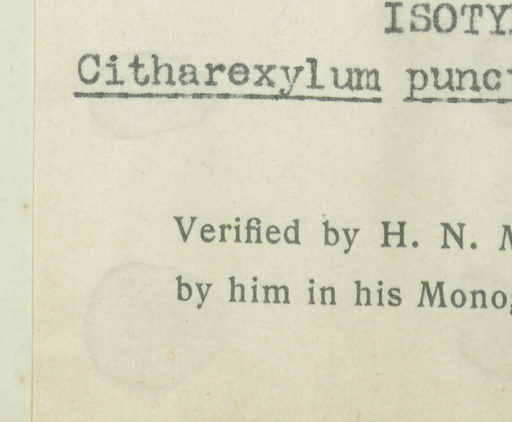 ISOTY
Citharexylum punc
Verified by H. N.
by him in his Mono